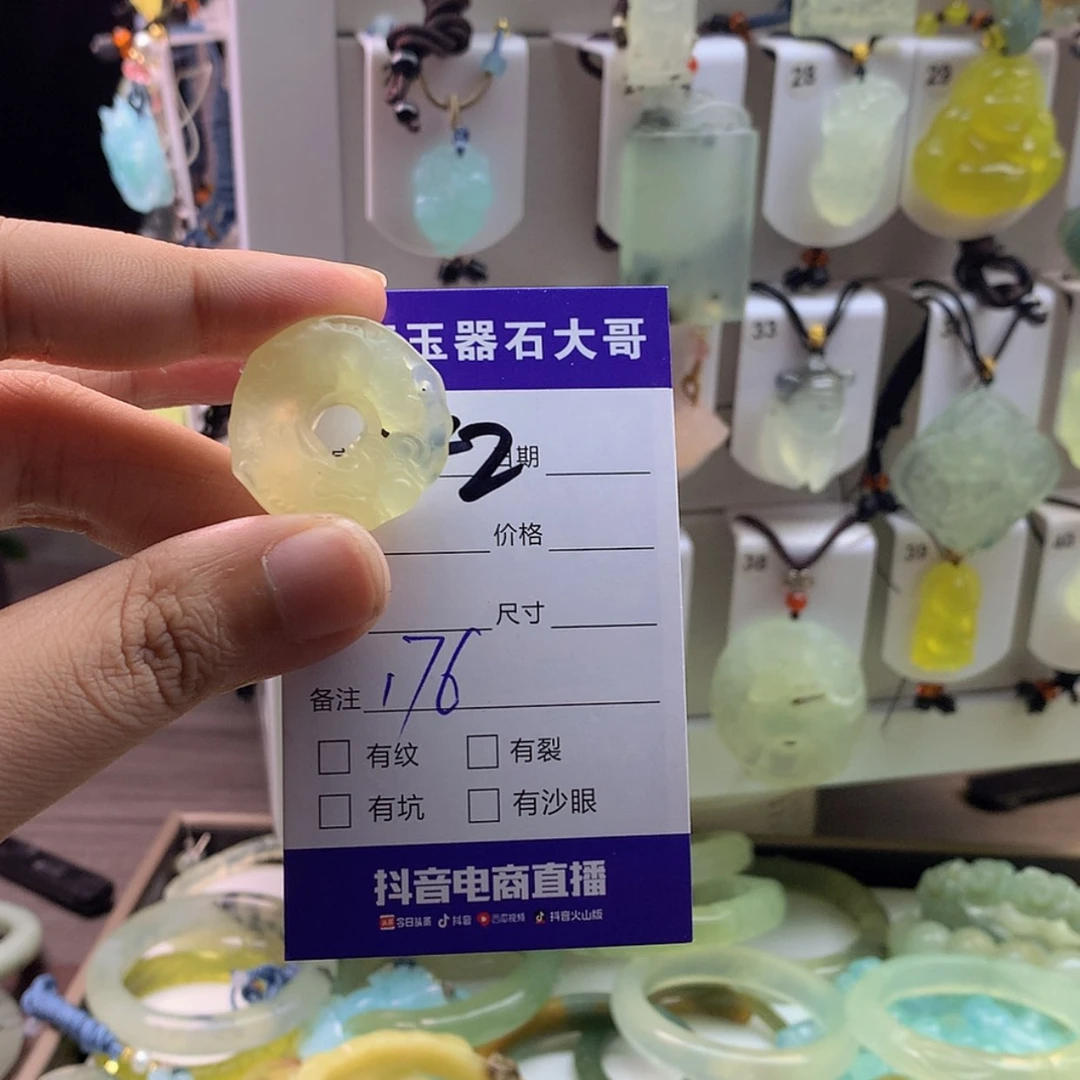 28
29
玉器石大哥
33
2
日期
价格
38
39
40
尺寸
备注 176
有纹 有裂
有坑 有沙眼
抖音电商直播
今日头条 抖音 西瓜视频 抖音火山版